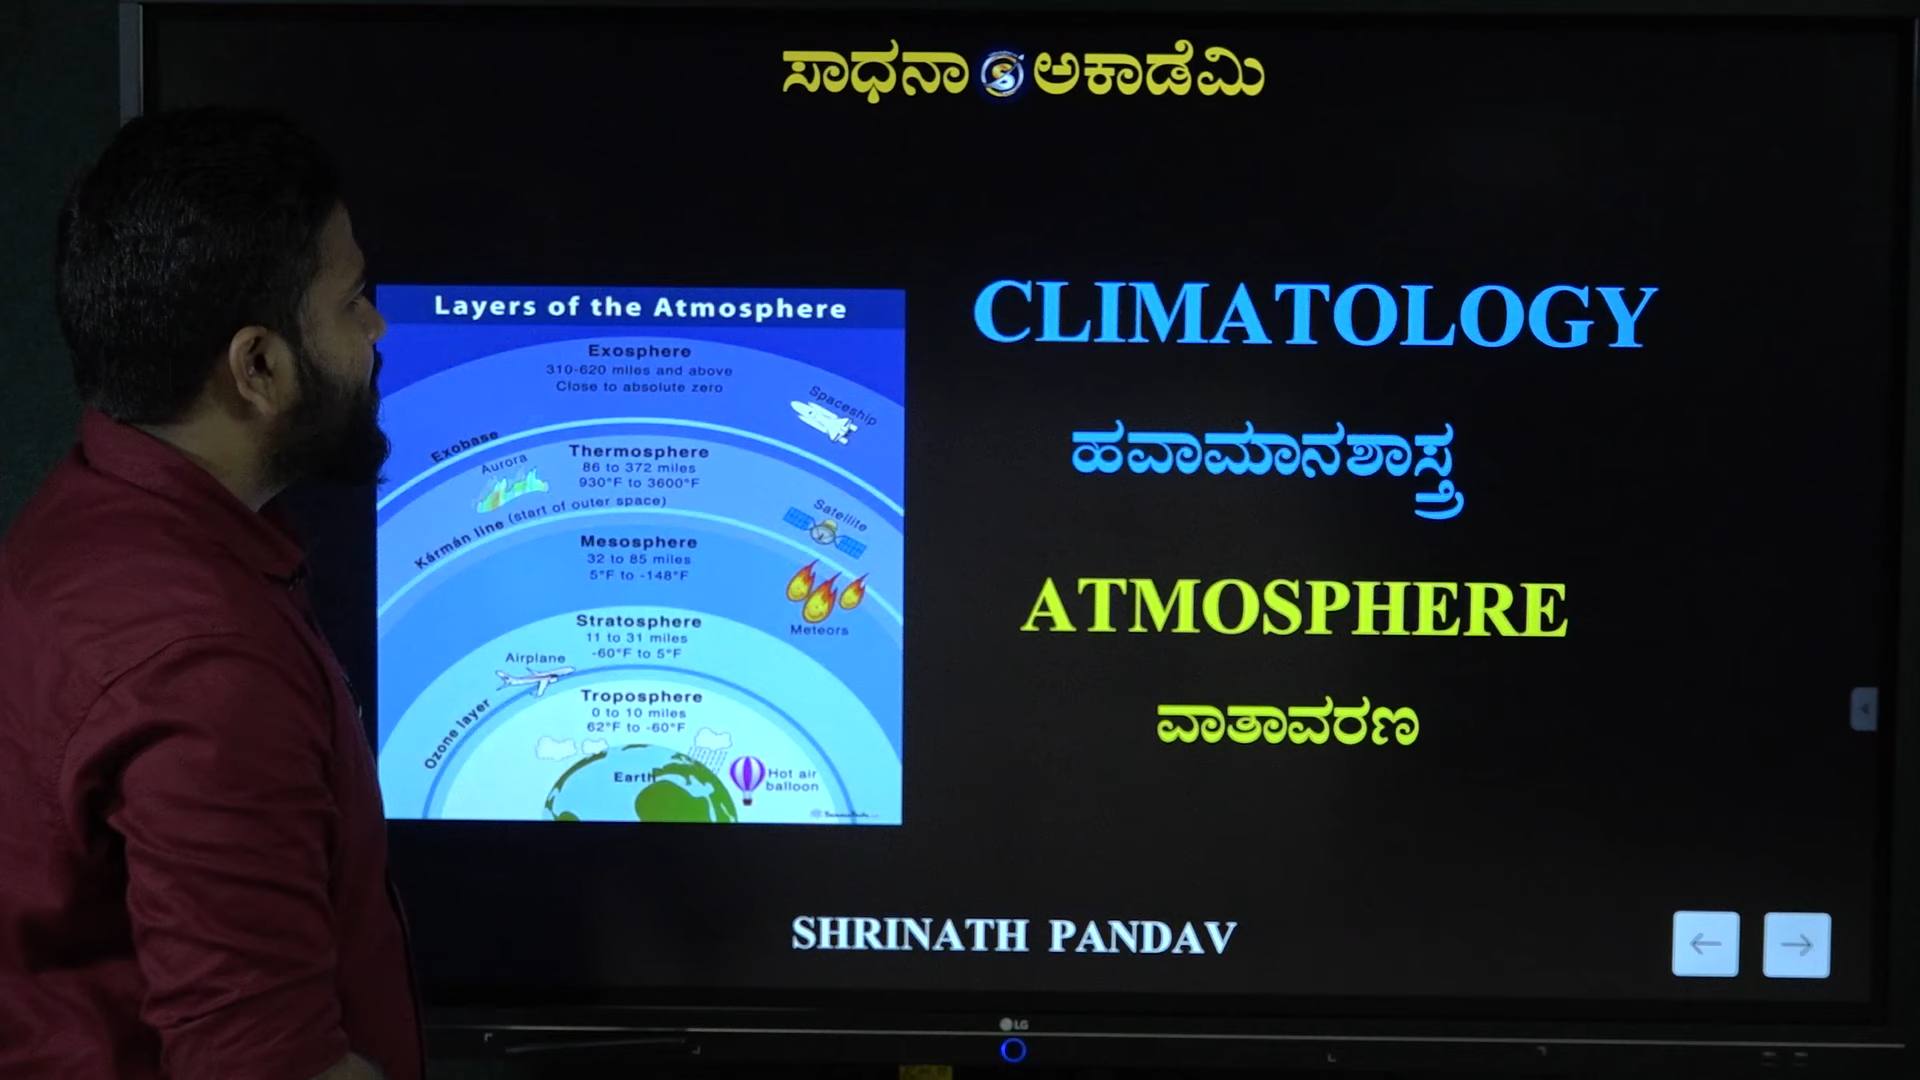 ಸಾಧನಾ ಅಕಾಡೆಮಿ
Layers of the Atmosphere
Exosphere
310-620 miles and above
Close to absolute zero
Spaceship
Exobase
Thermosphere
86 to 372 miles
930°F to 3600°F
Aurora
Kármán line (start of outer space)
Satellite
Mesosphere
32 to 85 miles
5°F to -148°F
Meteors
Stratosphere
11 to 31 miles
-60°F to 5°F
Airplane
Ozone layer
Troposphere
0 to 10 miles
62°F to -60°F
Earth
Hot air
balloon
CLIMATOLOGY
ಹವಾಮಾನಶಾಸ್ತ್ರ
ATMOSPHERE
ವಾತಾವರಣ
SHRINATH PANDAV
LG